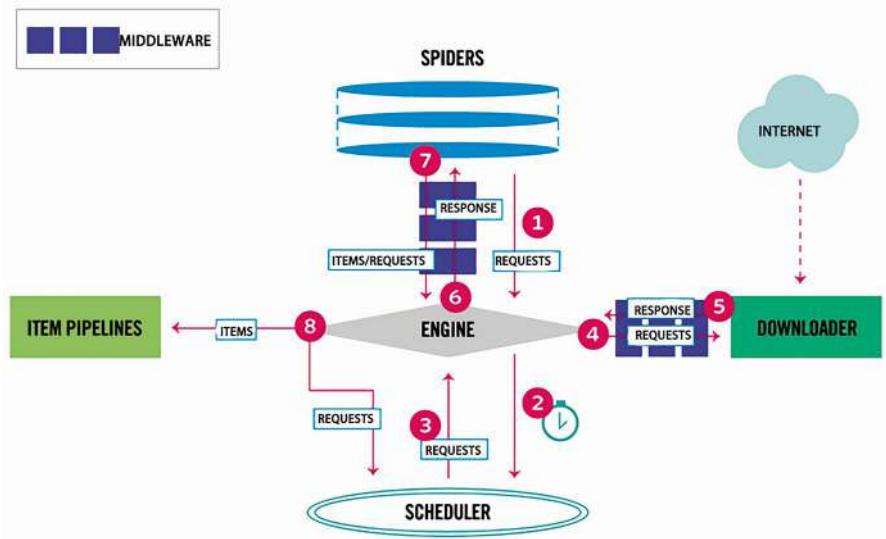 MIDDLEWARE
SPIDERS
INTERNET
7
RESPONSE
1
ITEMS/REQUESTS
REQUESTS
6
ITEM PIPELINES
ITEMS
8
ENGINE
4
RESPONSE
5
REQUESTS
DOWNLOADER
2
REQUESTS
3
REQUESTS
SCHEDULER